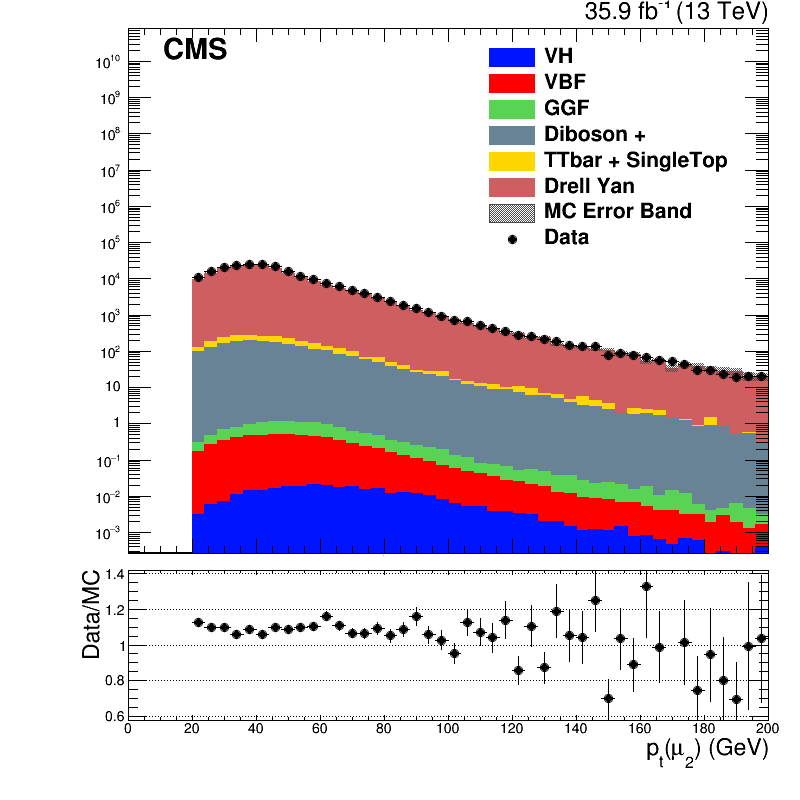 35.9 fb⁻¹ (13 TeV)
CMS
VH
VBF
GGF
Diboson +
TTbar + SingleTop
Drell Yan
MC Error Band
Data
10¹⁰
10⁹
10⁸
10⁷
10⁶
10⁵
10⁴
10³
10²
10
1
10⁻¹
10⁻²
10⁻³
Data/MC
1.4
1.2
1
0.8
0.6
0 20 40 60 80 100 120 140 160 180 200
pₜ(μ₂) (GeV)